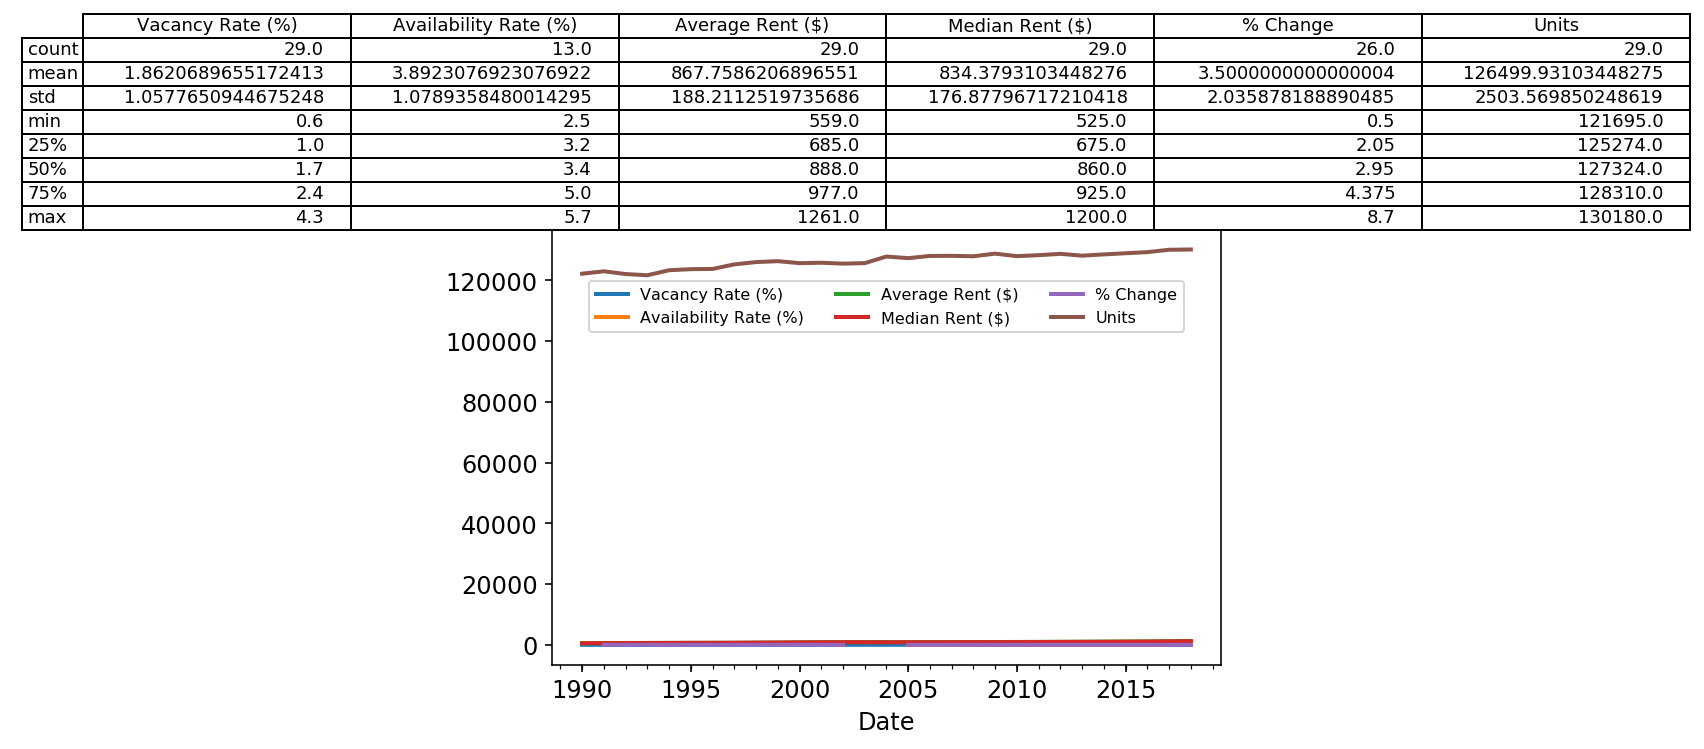 Vacancy Rate (%) Availability Rate (%) Average Rent ($) Median Rent ($) % Change Units
count 29.0 13.0 29.0 29.0 26.0 29.0
mean 1.8620689655172413 3.8923076923076922 867.7586206896551 834.3793103448276 3.5000000000000004 126499.93103448275
std 1.0577650944675248 1.0789358480014295 188.2112519735686 176.87796717210418 2.035878188890485 2503.569850248619
min 0.6 2.5 559.0 525.0 0.5 121695.0
25% 1.0 3.2 685.0 675.0 2.05 125274.0
50% 1.7 3.4 888.0 860.0 2.95 127324.0
75% 2.4 5.0 977.0 925.0 4.375 128310.0
max 4.3 5.7 1261.0 1200.0 8.7 130180.0
120000
Vacancy Rate (%) Average Rent ($) % Change
Availability Rate (%) Median Rent ($) Units
100000
80000
60000
40000
20000
0
1990 1995 2000 2005 2010 2015
Date